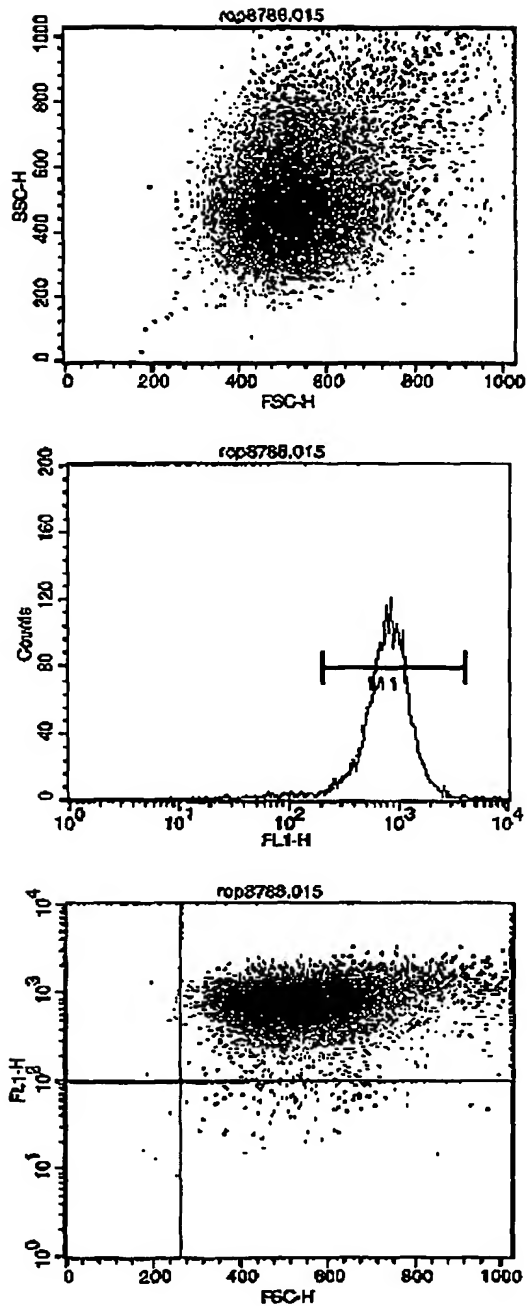 rop8788.015
1000
800
600
400
200
0
SSC-H
0 200 400 600 800 1000
FSC-H
rop8788.015
200
160
120
80
40
0
Counts
M1
10^0 10^1 10^2 10^3 10^4
FL1-H
rop8788.015
10^4
10^3
10^2
10^1
10^0
FL1-H
0 200 400 600 800 1000
FSC-H